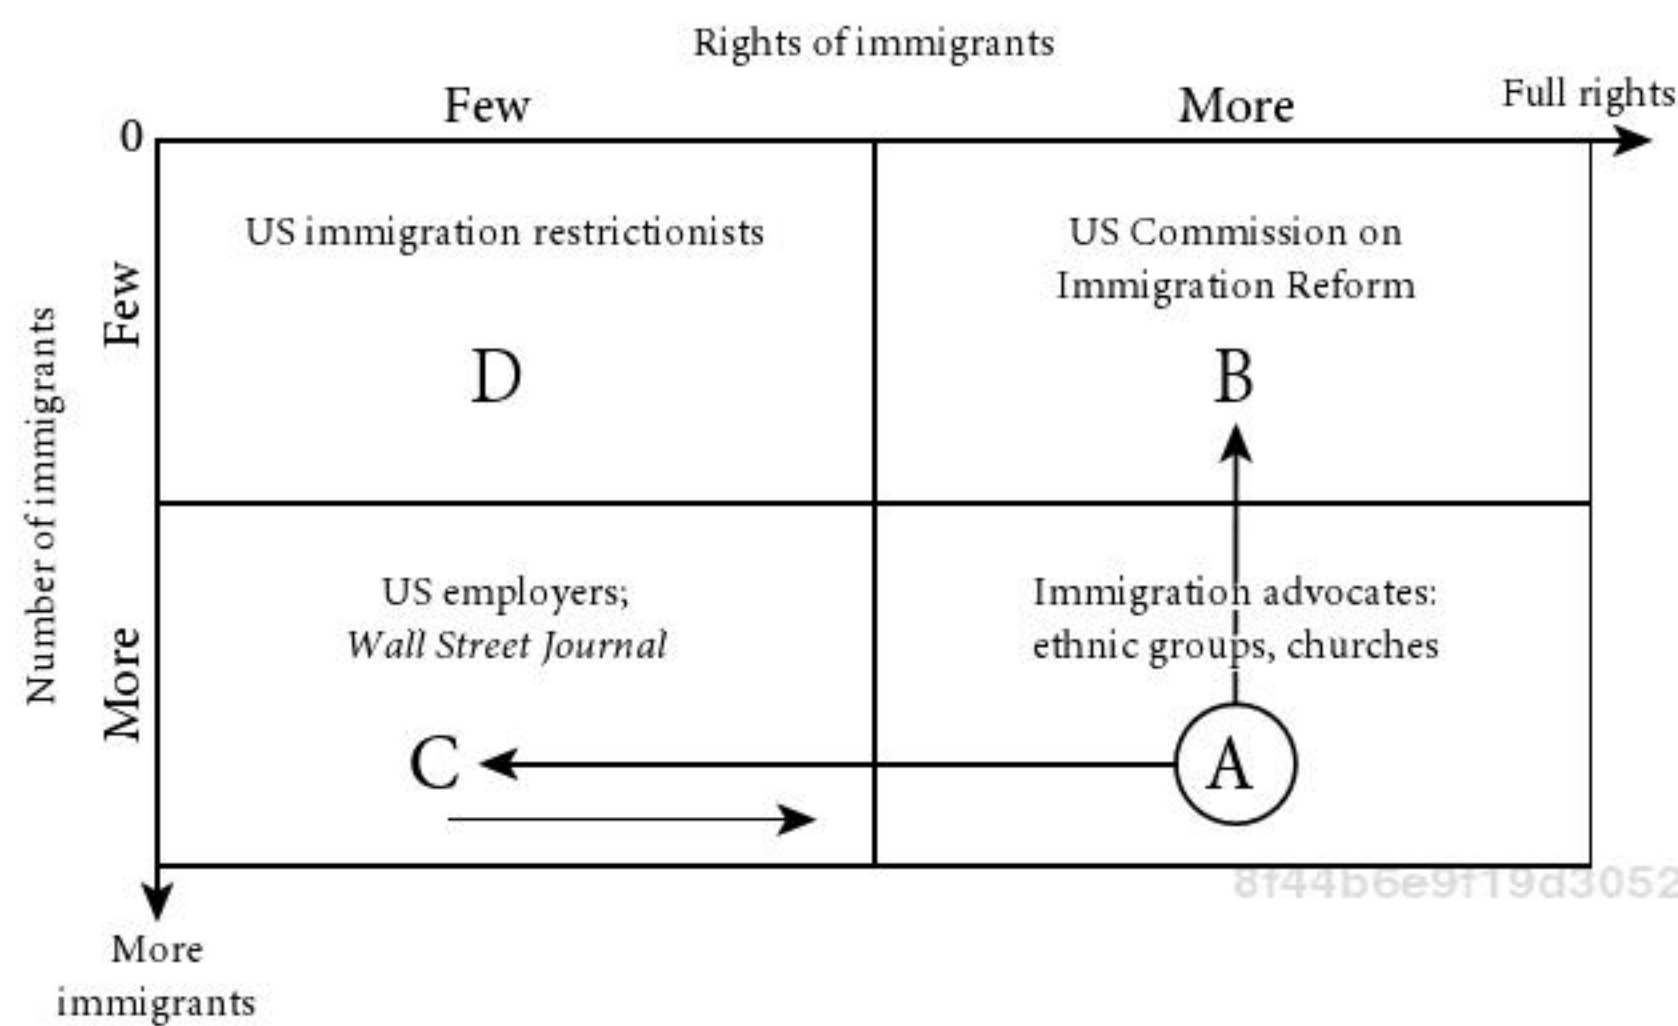 Rights of immigrants
Few
More
Full rights
0
Number of immigrants
Few
US immigration restrictionists
D
US Commission on
Immigration Reform
B
More
US employers;
Wall Street Journal
C
Immigration advocates:
ethnic groups, churches
A
8f44b6e9f19d3052
More
immigrants